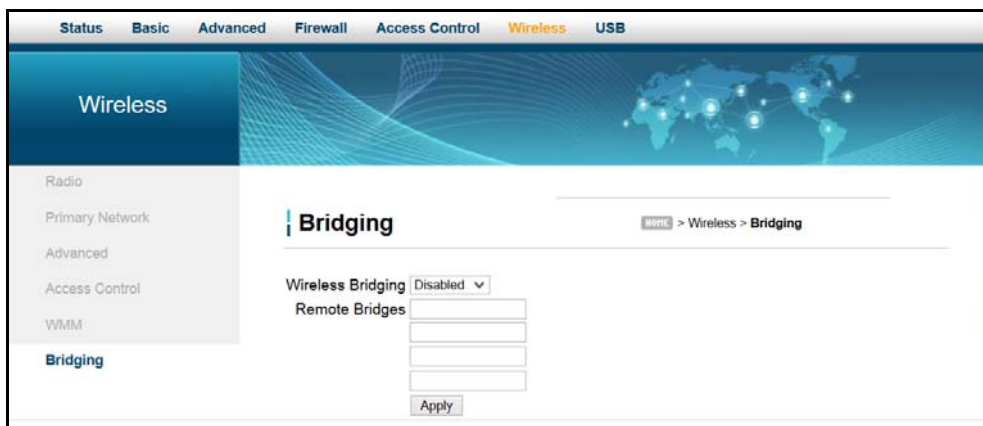 Status Basic Advanced Firewall Access Control Wireless USB
Wireless
Radio
Primary Network
Advanced
Access Control
WMM
Bridging
Bridging
HOME > Wireless > Bridging
Wireless Bridging Disabled
Remote Bridges
Apply